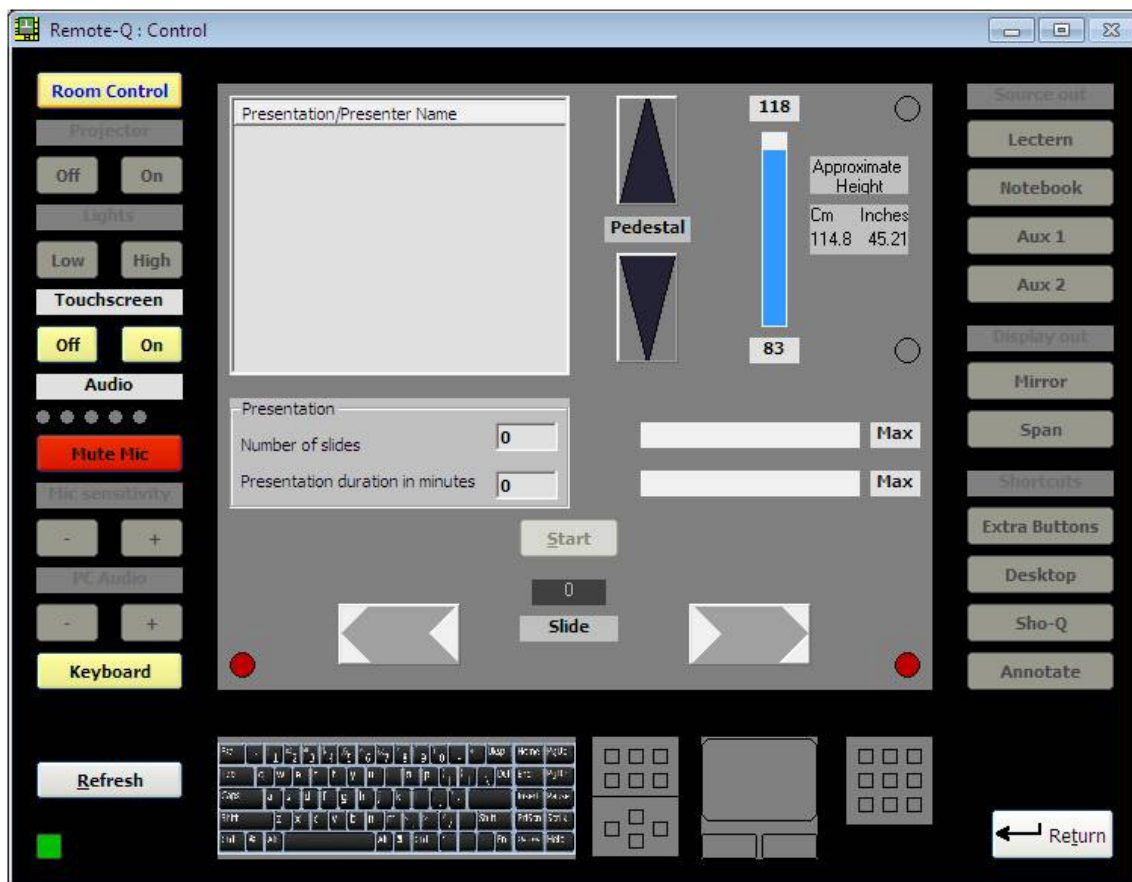 Remote-Q : Control
Room Control
Projector
Off On
Lights
Low High
Touchscreen
Off On
Audio
Mute Mic
Mic sensitivity
- +
PC Audio
- +
Keyboard
Refresh
Presentation/Presenter Name
Pedestal
118
83
Approximate
Height
Cm Inches
114.8 45.21
Presentation
Number of slides 0
Presentation duration in minutes 0
Max
Max
Start
0
Slide
Source out
Lectern
Notebook
Aux 1
Aux 2
Display out
Mirror
Span
Shortcuts
Extra Buttons
Desktop
Sho-Q
Annotate
Return